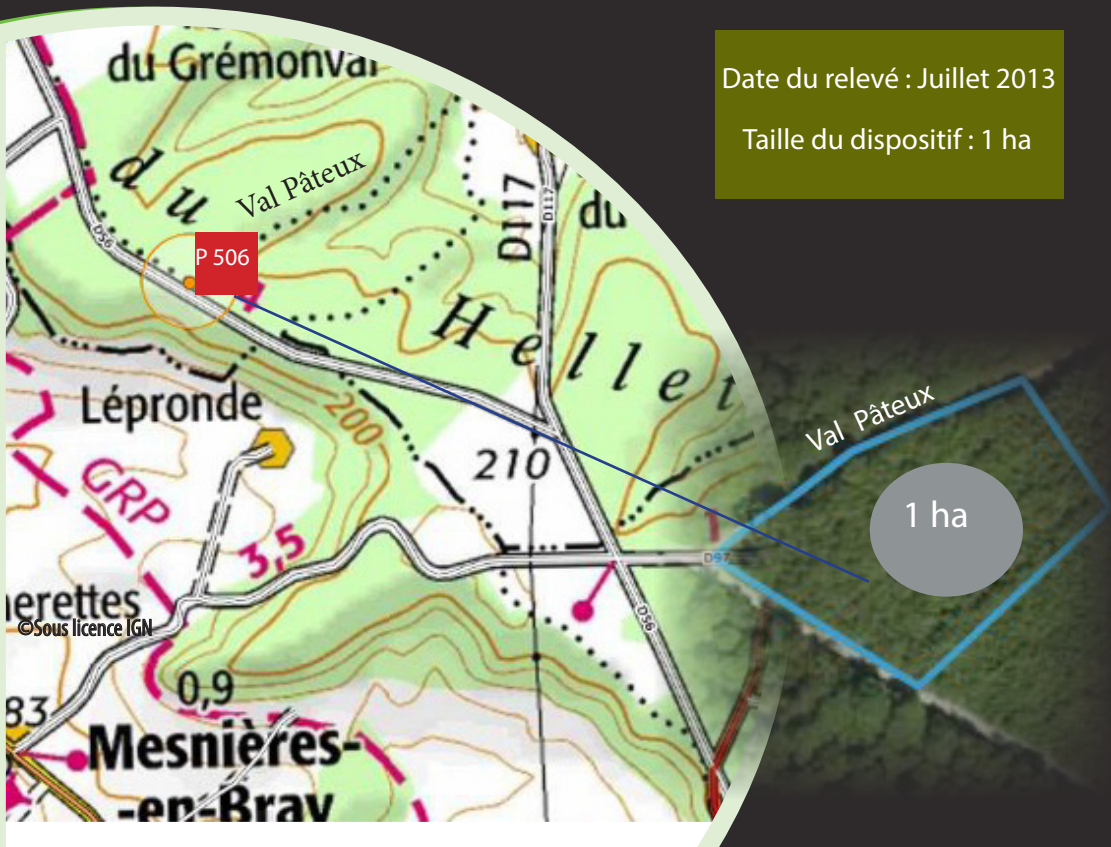 du Grémonval
Date du relevé : Juillet 2013
Taille du dispositif : 1 ha
du
Val Pâteux
D117
D117
du
D56
P 506
Hellet
Lépronde
200
210
Val Pâteux
1 ha
GRP
3,5
D97
erettes
©Sous licence IGN
D56
0,9
83
Mesnières-
-en-Bray